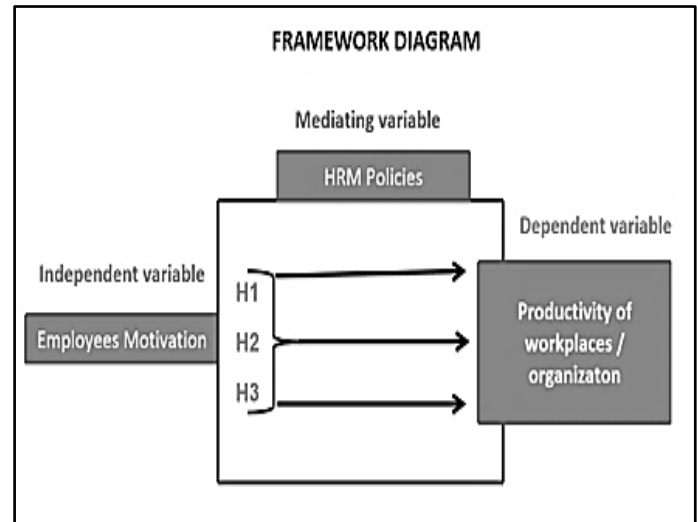 FRAMEWORK DIAGRAM
Mediating variable
HRM Policies
Dependent variable
Independent variable
Employees Motivation
H1
H2
H3
Productivity of
workplaces /
organizaton